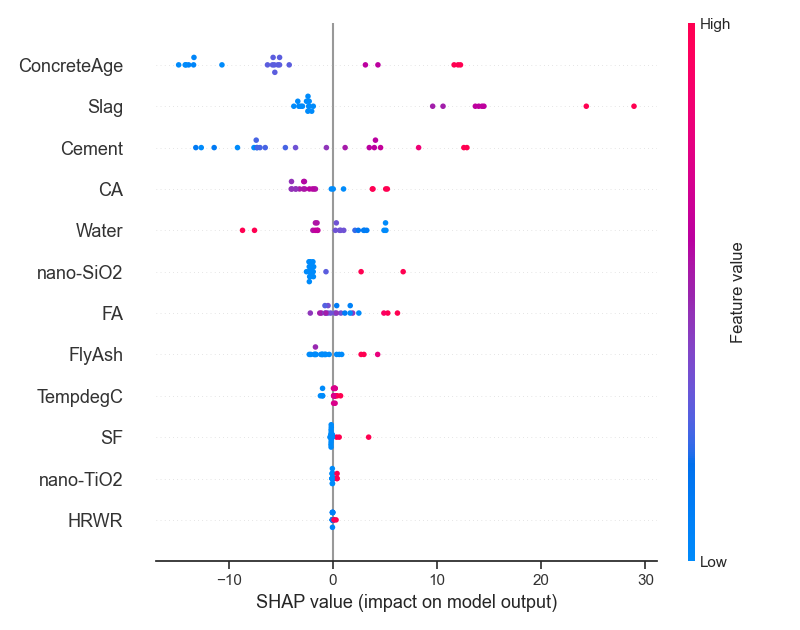 High
ConcreteAge
Slag
Cement
CA
Water
nano-SiO2
FA
FlyAsh
TempdegC
SF
nano-TiO2
HRWR
Feature value
Low
−10 0 10 20 30
SHAP value (impact on model output)